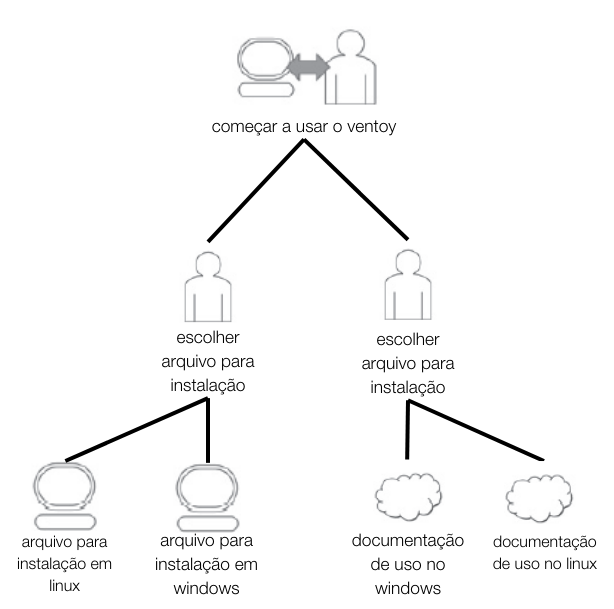 começar a usar o ventoy
escolher
arquivo para
instalação
escolher
arquivo para
instalação
arquivo para
instalação em
linux
arquivo para
instalação em
windows
documentação
de uso no
windows
documentação
de uso no linux